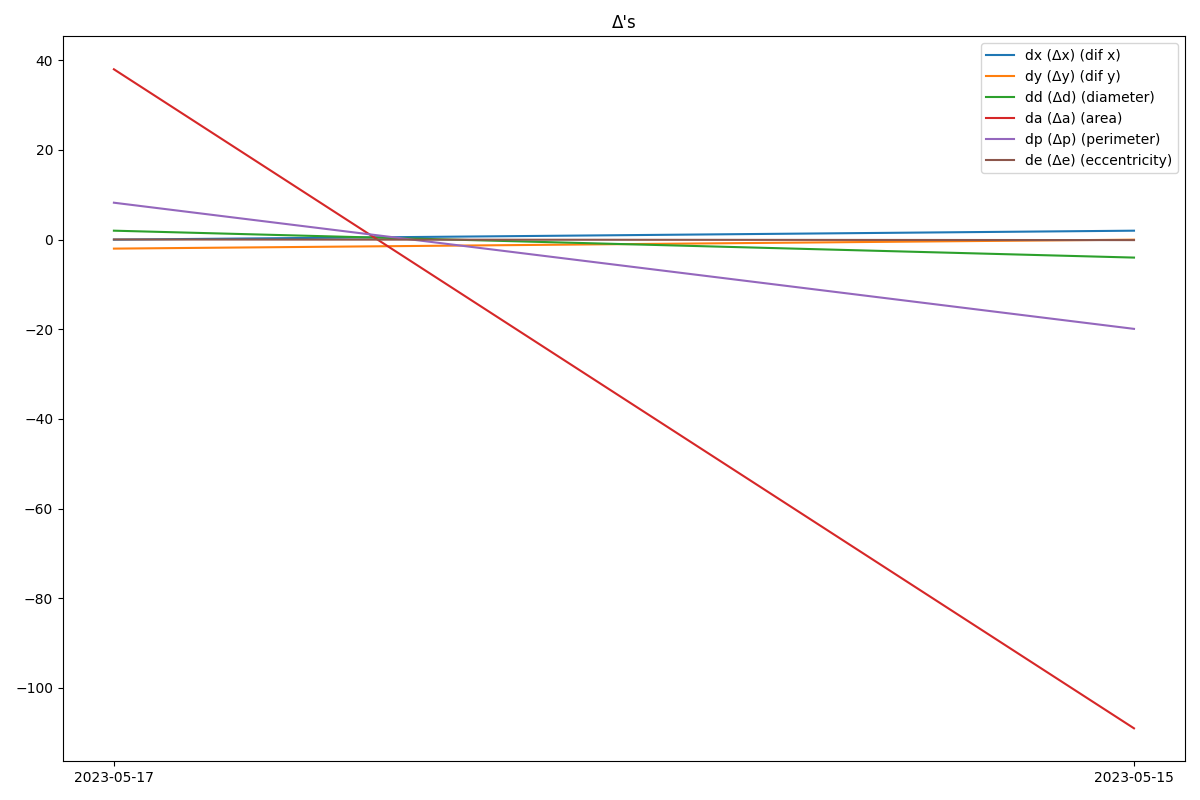 Δ's
dx (Δx) (dif x)
dy (Δy) (dif y)
dd (Δd) (diameter)
da (Δa) (area)
dp (Δp) (perimeter)
de (Δe) (eccentricity)
40
20
0
−20
−40
−60
−80
−100
2023-05-17 2023-05-15